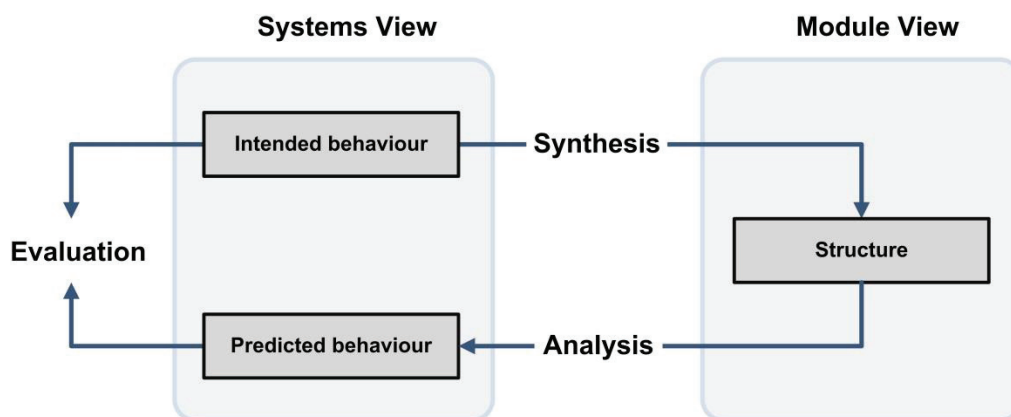 Systems View
Module View
Intended behaviour
Synthesis
Structure
Evaluation
Predicted behaviour
Analysis